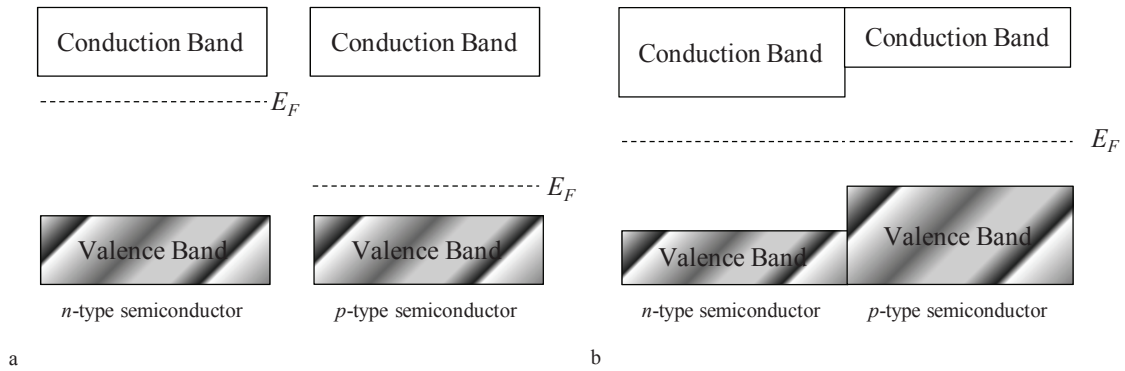 Conduction Band
Conduction Band
E_F
E_F
Valence Band
Valence Band
n-type semiconductor
p-type semiconductor
a
Conduction Band
Conduction Band
E_F
Valence Band
Valence Band
n-type semiconductor
p-type semiconductor
b